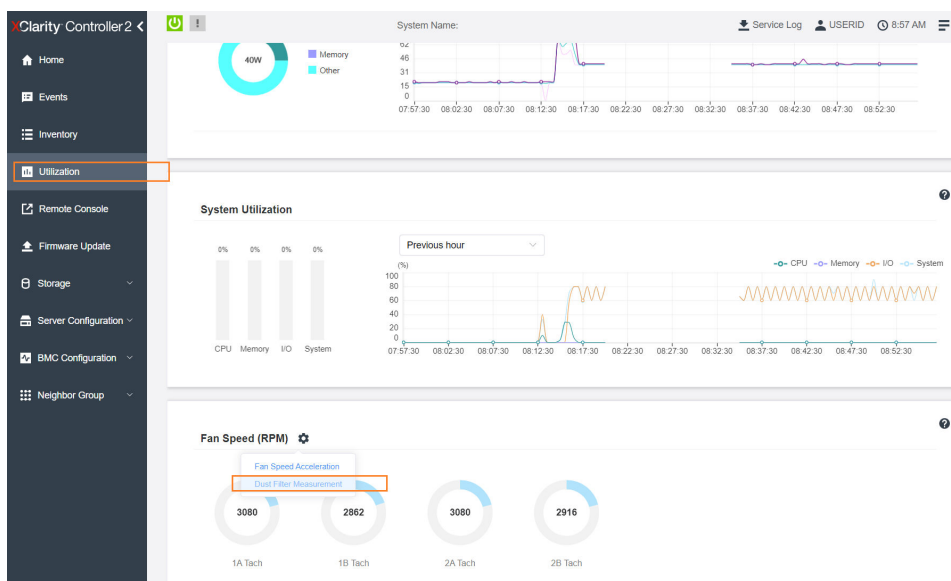 XClarity Controller 2
System Name:
Service Log
USERID
8:57 AM
Home
Events
Inventory
Utilization
Remote Console
Firmware Update
Storage
Server Configuration
BMC Configuration
Neighbor Group
40W
Memory
Other
62
46
31
15
0
07:57:30 08:02:30 08:07:30 08:12:30 08:17:30 08:22:30 08:27:30 08:32:30 08:37:30 08:42:30 08:47:30 08:52:30
System Utilization
0% 0% 0% 0%
CPU Memory I/O System
Previous hour
CPU Memory I/O System
(%)
100
80
60
40
20
0
07:57:30 08:02:30 08:07:30 08:12:30 08:17:30 08:22:30 08:27:30 08:32:30 08:37:30 08:42:30 08:47:30 08:52:30
Fan Speed (RPM)
Fan Speed Acceleration
Dust Filter Measurement
3080 2862 3080 2916
1A Tach 1B Tach 2A Tach 2B Tach